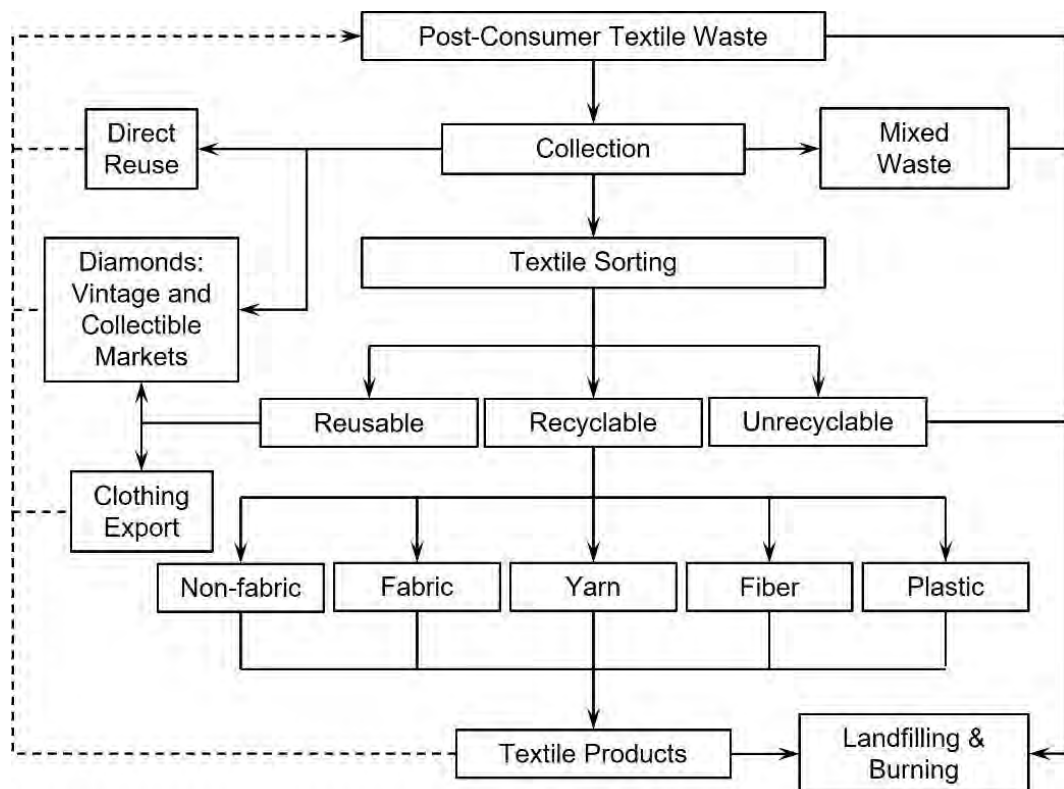 Post-Consumer Textile Waste
Direct
Reuse
Collection
Mixed
Waste
Diamonds:
Vintage and
Collectible
Markets
Textile Sorting
Reusable
Recyclable
Unrecyclable
Clothing
Export
Non-fabric
Fabric
Yarn
Fiber
Plastic
Textile Products
Landfilling &
Burning